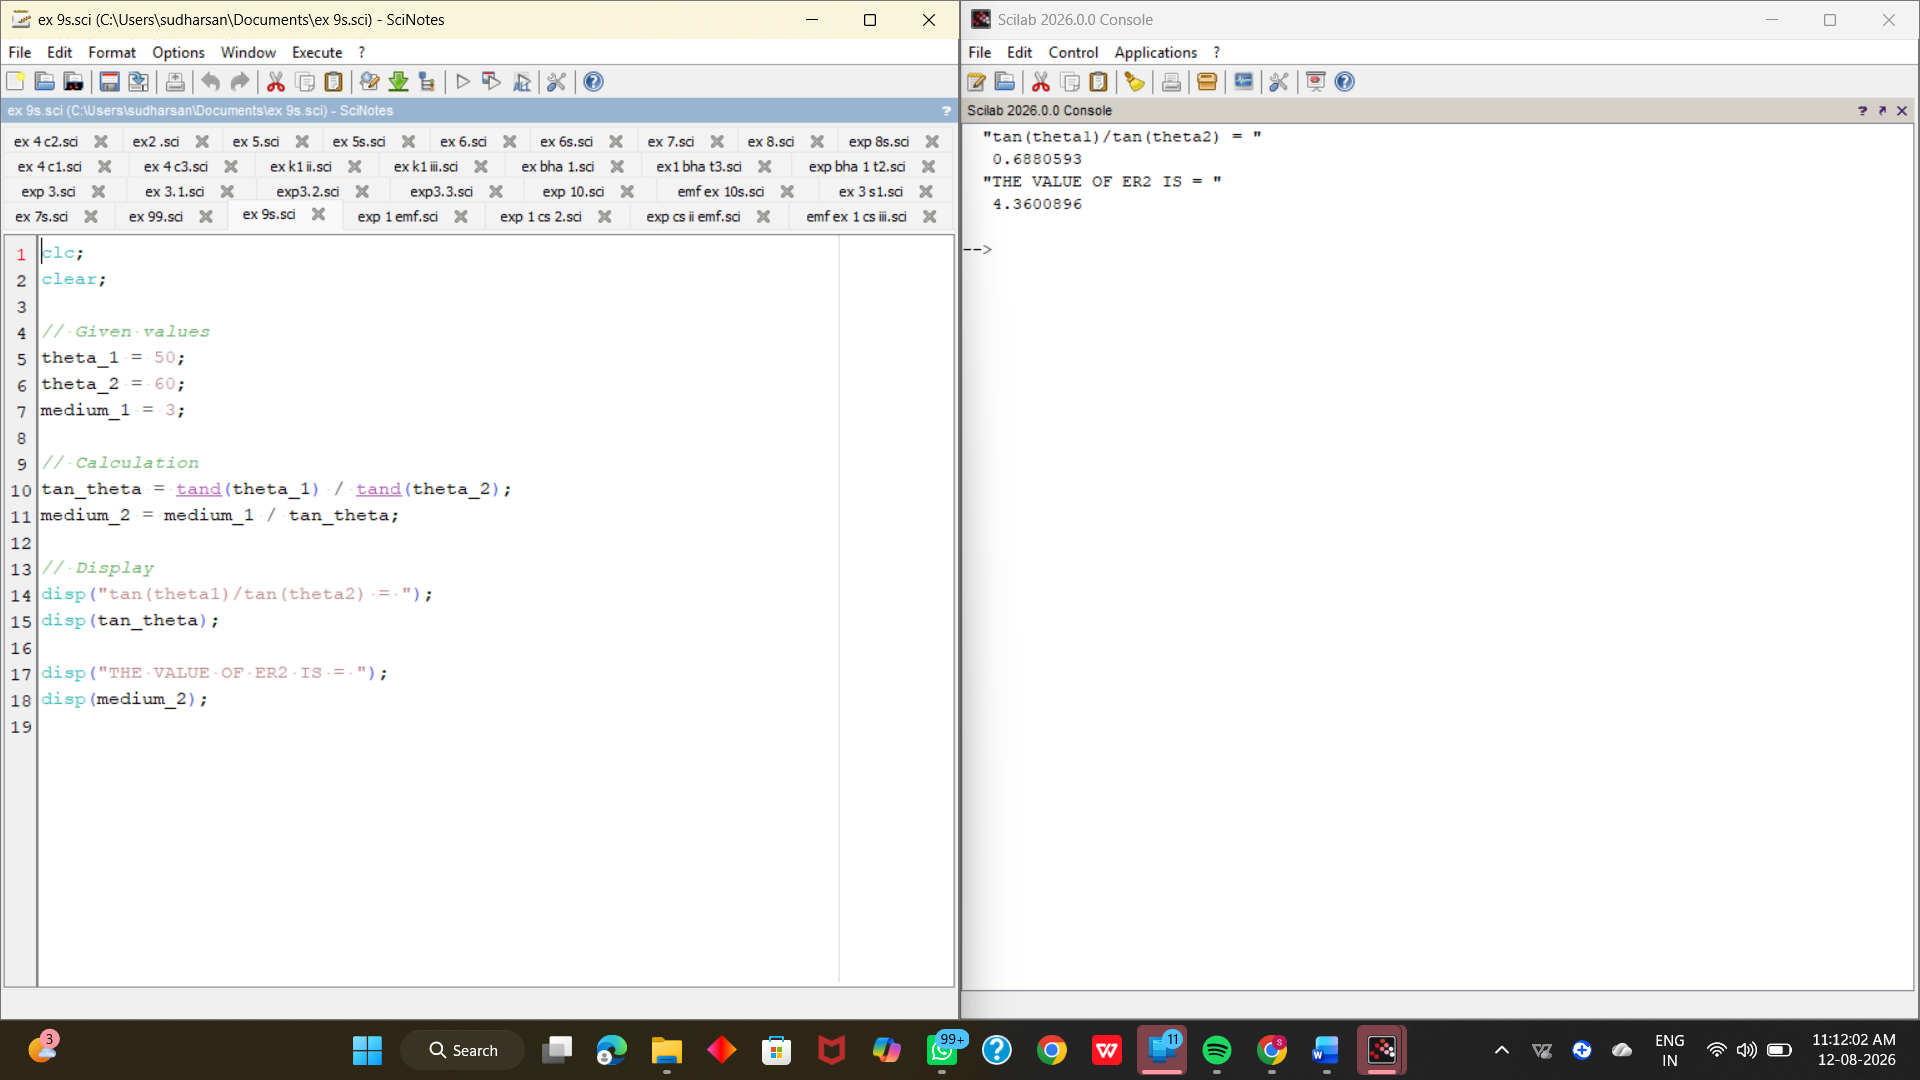 ex 9s.sci (C:\Users\sudharsan\Documents\ex 9s.sci) - SciNotes
File Edit Format Options Window Execute ?
ex 9s.sci (C:\Users\sudharsan\Documents\ex 9s.sci) - SciNotes ?
ex 4 c2.sci ex2 .sci ex 5.sci ex 5s.sci ex 6.sci ex 6s.sci ex 7.sci ex 8.sci exp 8s.sci
ex 4 c1.sci ex 4 c3.sci ex k1 ii.sci ex k1 iii.sci ex bha 1.sci ex1 bha t3.sci exp bha 1 t2.sci
exp 3.sci ex 3.1.sci exp3.2.sci exp3.3.sci exp 10.sci emf ex 10s.sci ex 3 s1.sci
ex 7s.sci ex 99.sci ex 9s.sci exp 1 emf.sci exp 1 cs 2.sci exp cs ii emf.sci emf ex 1 cs iii.sci
1 clc;
2 clear;
3
4 // Given values
5 theta_1 = 50;
6 theta_2 = 60;
7 medium_1 = 3;
8
9 // Calculation
10 tan_theta = tand(theta_1) / tand(theta_2);
11 medium_2 = medium_1 / tan_theta;
12
13 // Display
14 disp("tan(theta1)/tan(theta2) = ");
15 disp(tan_theta);
16
17 disp("THE VALUE OF ER2 IS = ");
18 disp(medium_2);
19
Scilab 2026.0.0 Console
File Edit Control Applications ?
Scilab 2026.0.0 Console ?
"tan(theta1)/tan(theta2) = "
0.6880593
"THE VALUE OF ER2 IS = "
4.3600896
-->
3
Search
99+
11
S
W
ENG
IN
11:12:02 AM
12-08-2026